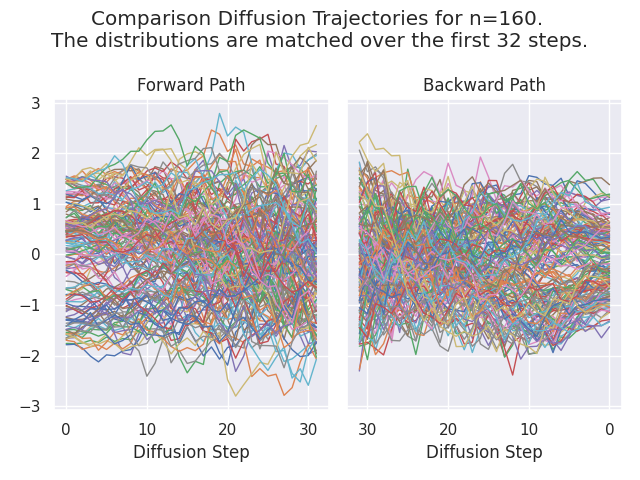 Comparison Diffusion Trajectories for n=160.
The distributions are matched over the first 32 steps.
Forward Path
Backward Path
3
2
1
0
−1
−2
−3
0 10 20 30
30 20 10 0
Diffusion Step
Diffusion Step